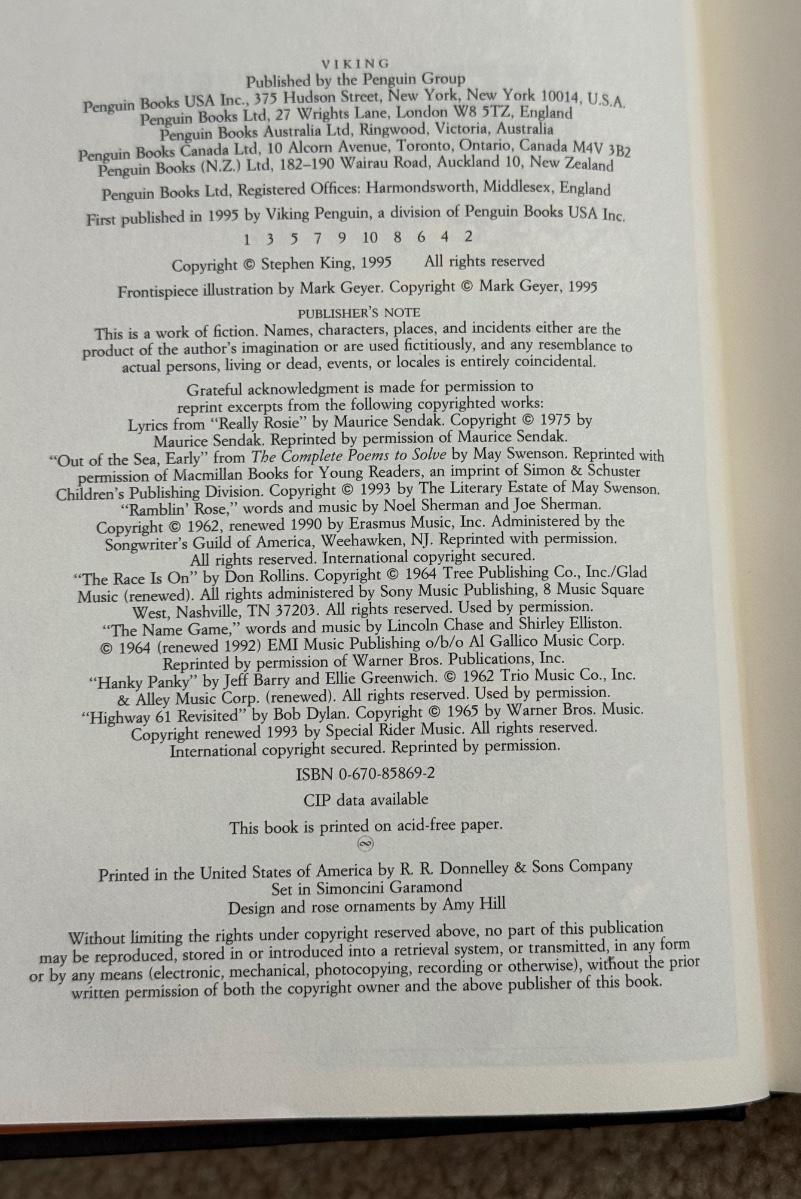 VIKING
Published by the Penguin Group
Penguin Books USA Inc., 375 Hudson Street, New York, New York 10014, U.S.A.
Penguin Books Ltd, 27 Wrights Lane, London W8 5TZ, England
Penguin Books Australia Ltd, Ringwood, Victoria, Australia
Penguin Books Canada Ltd, 10 Alcorn Avenue, Toronto, Ontario, Canada M4V 3B2
Penguin Books (N.Z.) Ltd, 182–190 Wairau Road, Auckland 10, New Zealand
Penguin Books Ltd, Registered Offices: Harmondsworth, Middlesex, England
First published in 1995 by Viking Penguin, a division of Penguin Books USA Inc.
1 3 5 7 9 10 8 6 4 2
Copyright © Stephen King, 1995 All rights reserved
Frontispiece illustration by Mark Geyer. Copyright © Mark Geyer, 1995
PUBLISHER'S NOTE
This is a work of fiction. Names, characters, places, and incidents either are the
product of the author's imagination or are used fictitiously, and any resemblance to
actual persons, living or dead, events, or locales is entirely coincidental.
Grateful acknowledgment is made for permission to
reprint excerpts from the following copyrighted works:
Lyrics from “Really Rosie” by Maurice Sendak. Copyright © 1975 by
Maurice Sendak. Reprinted by permission of Maurice Sendak.
“Out of the Sea, Early” from The Complete Poems to Solve by May Swenson. Reprinted with
permission of Macmillan Books for Young Readers, an imprint of Simon & Schuster
Children's Publishing Division. Copyright © 1993 by The Literary Estate of May Swenson.
“Ramblin' Rose,” words and music by Noel Sherman and Joe Sherman.
Copyright © 1962, renewed 1990 by Erasmus Music, Inc. Administered by the
Songwriter's Guild of America, Weehawken, NJ. Reprinted with permission.
All rights reserved. International copyright secured.
“The Race Is On” by Don Rollins. Copyright © 1964 Tree Publishing Co., Inc./Glad
Music (renewed). All rights administered by Sony Music Publishing, 8 Music Square
West, Nashville, TN 37203. All rights reserved. Used by permission.
“The Name Game,” words and music by Lincoln Chase and Shirley Elliston.
© 1964 (renewed 1992) EMI Music Publishing o/b/o Al Gallico Music Corp.
Reprinted by permission of Warner Bros. Publications, Inc.
“Hanky Panky” by Jeff Barry and Ellie Greenwich. © 1962 Trio Music Co., Inc.
& Alley Music Corp. (renewed). All rights reserved. Used by permission.
“Highway 61 Revisited” by Bob Dylan. Copyright © 1965 by Warner Bros. Music.
Copyright renewed 1993 by Special Rider Music. All rights reserved.
International copyright secured. Reprinted by permission.
ISBN 0-670-85869-2
CIP data available
This book is printed on acid-free paper.
Printed in the United States of America by R. R. Donnelley & Sons Company
Set in Simoncini Garamond
Design and rose ornaments by Amy Hill
Without limiting the rights under copyright reserved above, no part of this publication
may be reproduced, stored in or introduced into a retrieval system, or transmitted, in any form
or by any means (electronic, mechanical, photocopying, recording or otherwise), without the prior
written permission of both the copyright owner and the above publisher of this book.